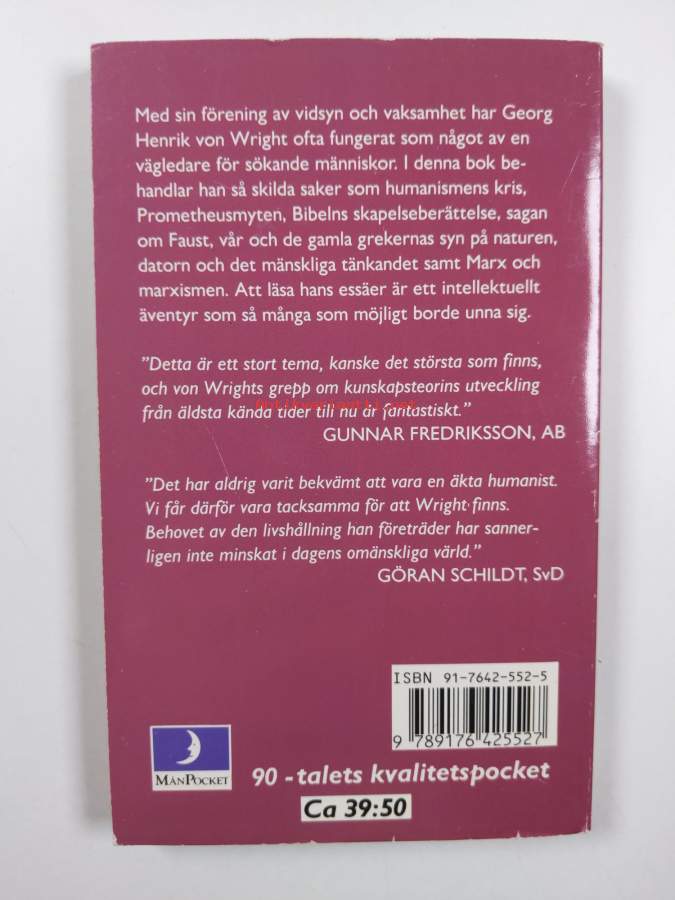 Med sin förening av vidsyn och vaksamhet har Georg
Henrik von Wright ofta fungerat som något av en
vägledare för sökande människor. I denna bok be-
handlar han så skilda saker som humanismens kris,
Prometheusmyten, Bibelns skapelseberättelse, sagan
om Faust, vår och de gamla grekernas syn på naturen,
datorn och det mänskliga tänkandet samt Marx och
marxismen. Att läsa hans essäer är ett intellektuellt
äventyr som så många som möjligt borde unna sig.
”Detta är ett stort tema, kanske det största som finns,
och von Wrights grepp om kunskapsteorins utveckling
från äldsta kända tider till nu är fantastiskt.”
GUNNAR FREDRIKSSON, AB
”Det har aldrig varit bekvämt att vara en äkta humanist.
Vi får därför vara tacksamma för att Wright finns.
Behovet av den livshållning han företräder har sanner-
ligen inte minskat i dagens omänskliga värld.”
GÖRAN SCHILDT, SvD
ISBN 91-7642-552-5
9 789176 425527
MÅNPOCKET
90-talets kvalitetspocket
Ca 39:50